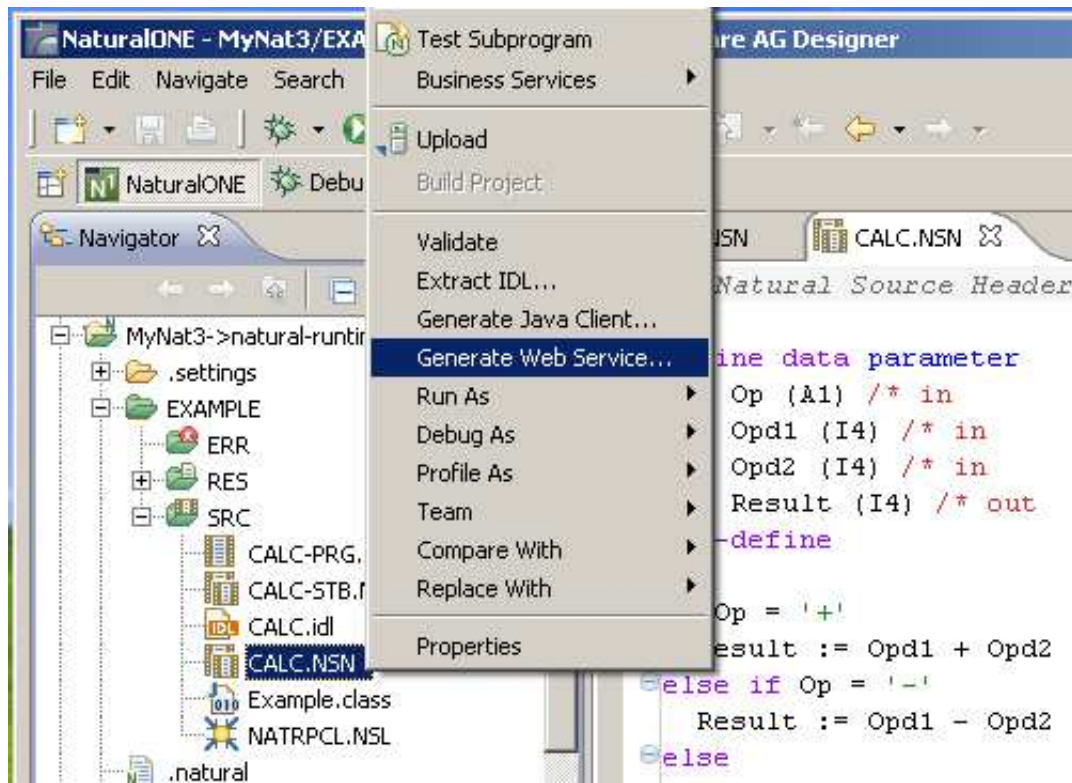 NaturalONE - MyNat3/EXA
re AG Designer
File Edit Navigate Search
NaturalONE Debu
Navigator
MyNat3->natural-runtir
.settings
EXAMPLE
ERR
RES
SRC
CALC-PRG.
CALC-STB.
CALC.idl
CALC.NSN
Example.class
NATRPCL.NSL
.natural
Test Subprogram
Business Services
Upload
Build Project
Validate
Extract IDL...
Generate Java Client...
Generate Web Service...
Run As
Debug As
Profile As
Team
Compare With
Replace With
Properties
SN CALC.NSN
Natural Source Header
ine data parameter
Op (A1) /* in
Opd1 (I4) /* in
Opd2 (I4) /* in
Result (I4) /* out
-define
Op = '+'
esult := Opd1 + Opd2
else if Op = '-'
Result := Opd1 - Opd2
else